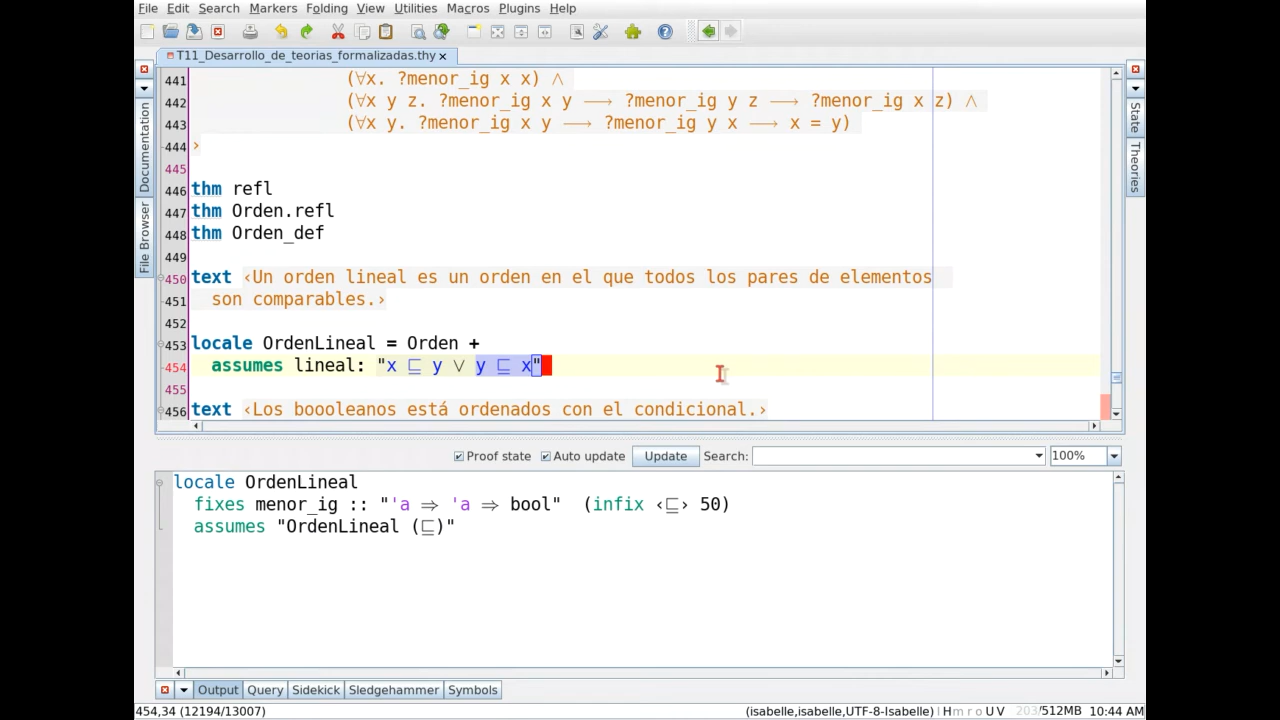 File Edit Search Markers Folding View Utilities Macros Plugins Help
T11_Desarrollo_de_teorias_formalizadas.thy
441 (∀x. ?menor_ig x x) ∧
442 (∀x y z. ?menor_ig x y ⟶ ?menor_ig y z ⟶ ?menor_ig x z) ∧
443 (∀x y. ?menor_ig x y ⟶ ?menor_ig y x ⟶ x = y)
444 ›
445
446 thm refl
447 thm Orden.refl
448 thm Orden_def
449
450 text ‹Un orden lineal es un orden en el que todos los pares de elementos
451 son comparables.›
452
453 locale OrdenLineal = Orden +
454 assumes lineal: "x ⊑ y ∨ y ⊑ x"
455
456 text ‹Los boooleanos está ordenados con el condicional.›
Documentation
File Browser
State
Theories
Proof state Auto update Update Search: 100%
locale OrdenLineal
fixes menor_ig :: "'a ⇒ 'a ⇒ bool" (infix ‹⊑› 50)
assumes "OrdenLineal (⊑)"
Output Query Sidekick Sledgehammer Symbols
454,34 (12194/13007) (isabelle,isabelle,UTF-8-Isabelle) | H m r o U V 203/512MB 10:44 AM